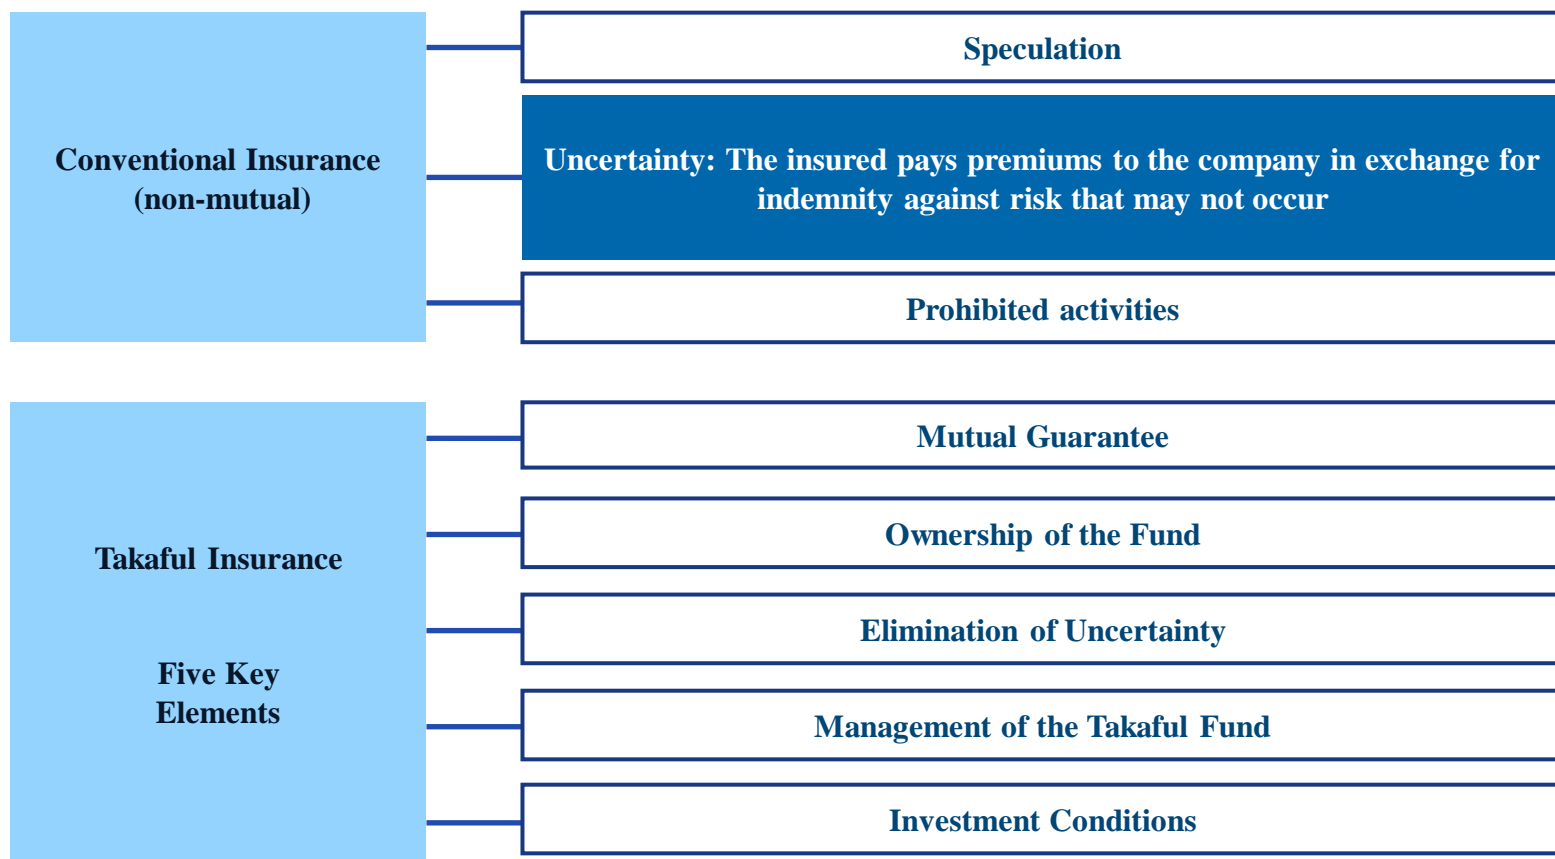 Conventional Insurance
(non-mutual)
Speculation
Uncertainty: The insured pays premiums to the company in exchange for
indemnity against risk that may not occur
Prohibited activities
Takaful Insurance
Five Key
Elements
Mutual Guarantee
Ownership of the Fund
Elimination of Uncertainty
Management of the Takaful Fund
Investment Conditions